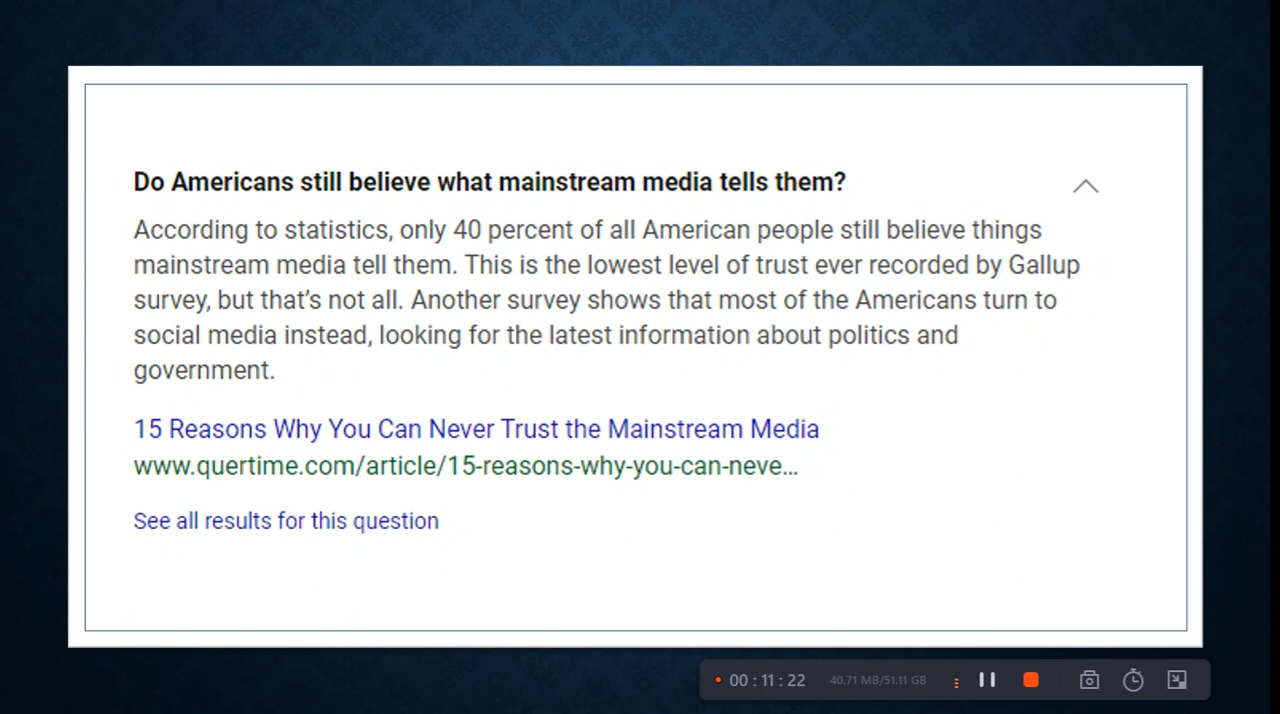 Do Americans still believe what mainstream media tells them?
According to statistics, only 40 percent of all American people still believe things
mainstream media tell them. This is the lowest level of trust ever recorded by Gallup
survey, but that’s not all. Another survey shows that most of the Americans turn to
social media instead, looking for the latest information about politics and
government.
15 Reasons Why You Can Never Trust the Mainstream Media
www.quertime.com/article/15-reasons-why-you-can-neve...
See all results for this question
00 : 11 : 22 40.71 MB/51.11 GB